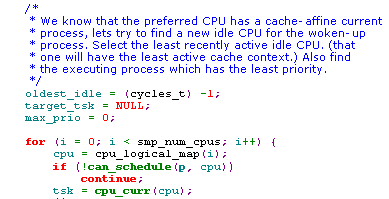 /*
* We know that the preferred CPU has a cache-affine current
* process, lets try to find a new idle CPU for the woken-up
* process. Select the least recently active idle CPU. (that
* one will have the least active cache context.) Also find
* the executing process which has the least priority.
*/
oldest_idle = (cycles_t) -1;
target_tsk = NULL;
max_prio = 0;
for (i = 0; i < smp_num_cpus; i++) {
cpu = cpu_logical_map(i);
if (!can_schedule(p, cpu))
continue;
tsk = cpu_curr(cpu);